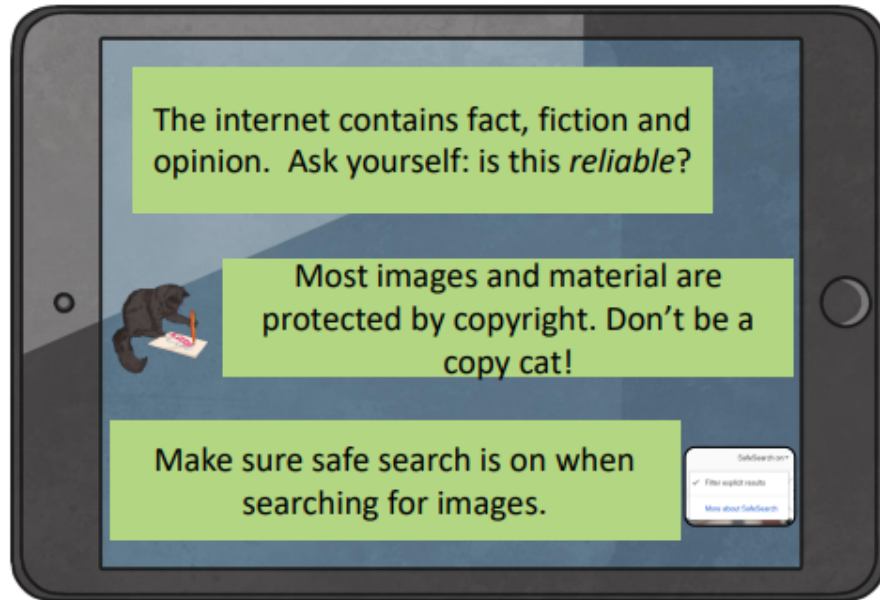 The internet contains fact, fiction and
opinion.  Ask yourself: is this reliable?
Most images and material are
protected by copyright. Don't be a
copy cat!
Make sure safe search is on when
searching for images.
SafeSearch on
Filter explicit results
More about SafeSearch